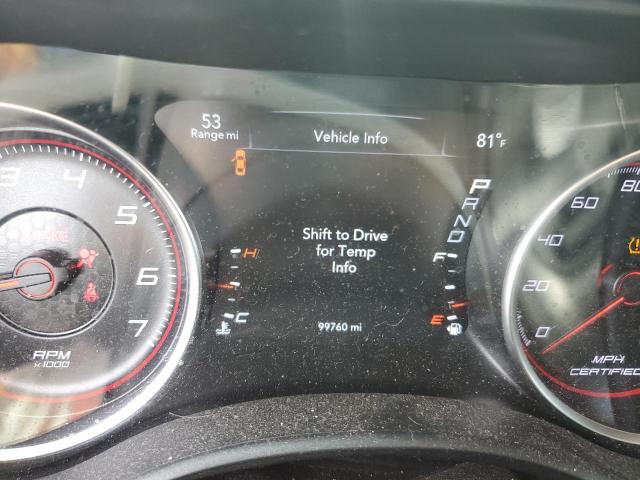 53
Range mi
Vehicle Info
81°F
P
R
A
N
D
Shift to Drive
for Temp
Info
H
C
F
E
99760 mi
3
4
5
6
7
RPM
x1000
80
60
40
20
0
MPH
CERTIFIED